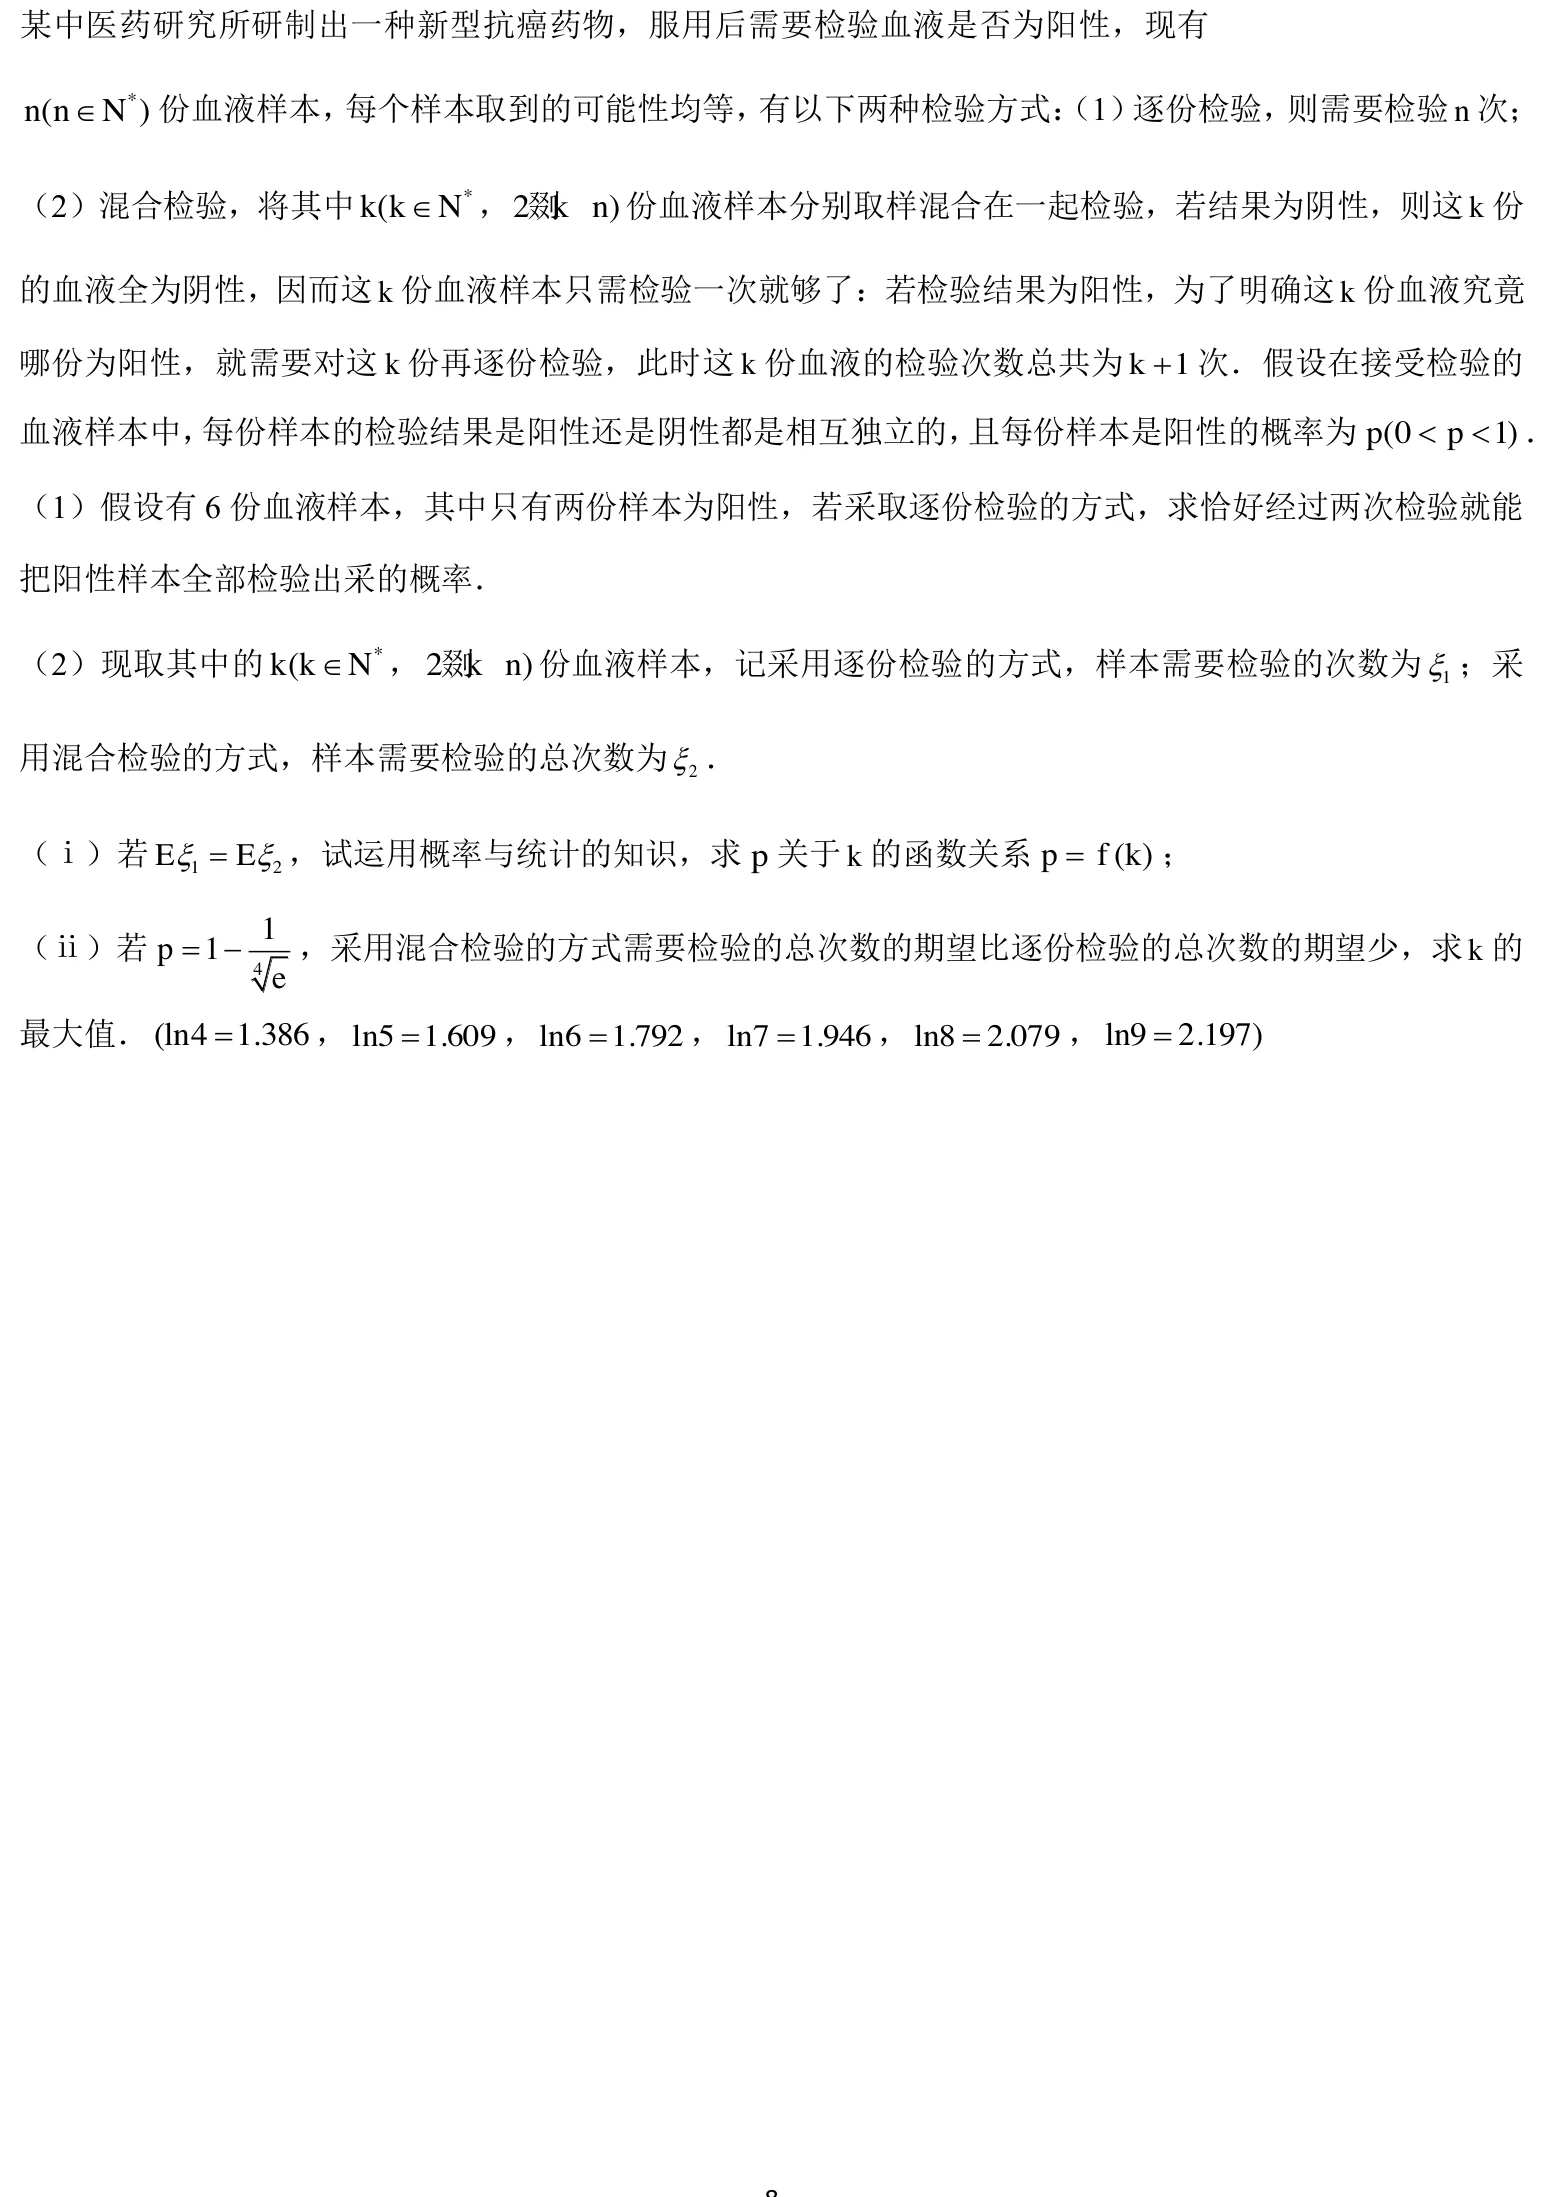 某中医药研究所研制出一种新型抗癌药物，服用后需要检验血液是否为阳性，现有
n(n∈N*) 份血液样本，每个样本取到的可能性均等，有以下两种检验方式：（1）逐份检验，则需要检验 n 次；
（2）混合检验，将其中 k(k∈N*，2剟k n) 份血液样本分别取样混合在一起检验，若结果为阴性，则这 k 份
的血液全为阴性，因而这 k 份血液样本只需检验一次就够了：若检验结果为阳性，为了明确这 k 份血液究竟
哪份为阳性，就需要对这 k 份再逐份检验，此时这 k 份血液的检验次数总共为 k+1 次．假设在接受检验的
血液样本中，每份样本的检验结果是阳性还是阴性都是相互独立的，且每份样本是阳性的概率为 p(0<p<1)．
（1）假设有 6 份血液样本，其中只有两份样本为阳性，若采取逐份检验的方式，求恰好经过两次检验就能
把阳性样本全部检验出采的概率．
（2）现取其中的 k(k∈N*，2剟k n) 份血液样本，记采用逐份检验的方式，样本需要检验的次数为 ξ₁；采
用混合检验的方式，样本需要检验的总次数为 ξ₂．
（ⅰ）若 Eξ₁=Eξ₂，试运用概率与统计的知识，求 p 关于 k 的函数关系 p=f(k)；
（ⅱ）若 p=1−1/∜e，采用混合检验的方式需要检验的总次数的期望比逐份检验的总次数的期望少，求 k 的
最大值．(ln4=1.386，ln5=1.609，ln6=1.792，ln7=1.946，ln8=2.079，ln9=2.197)